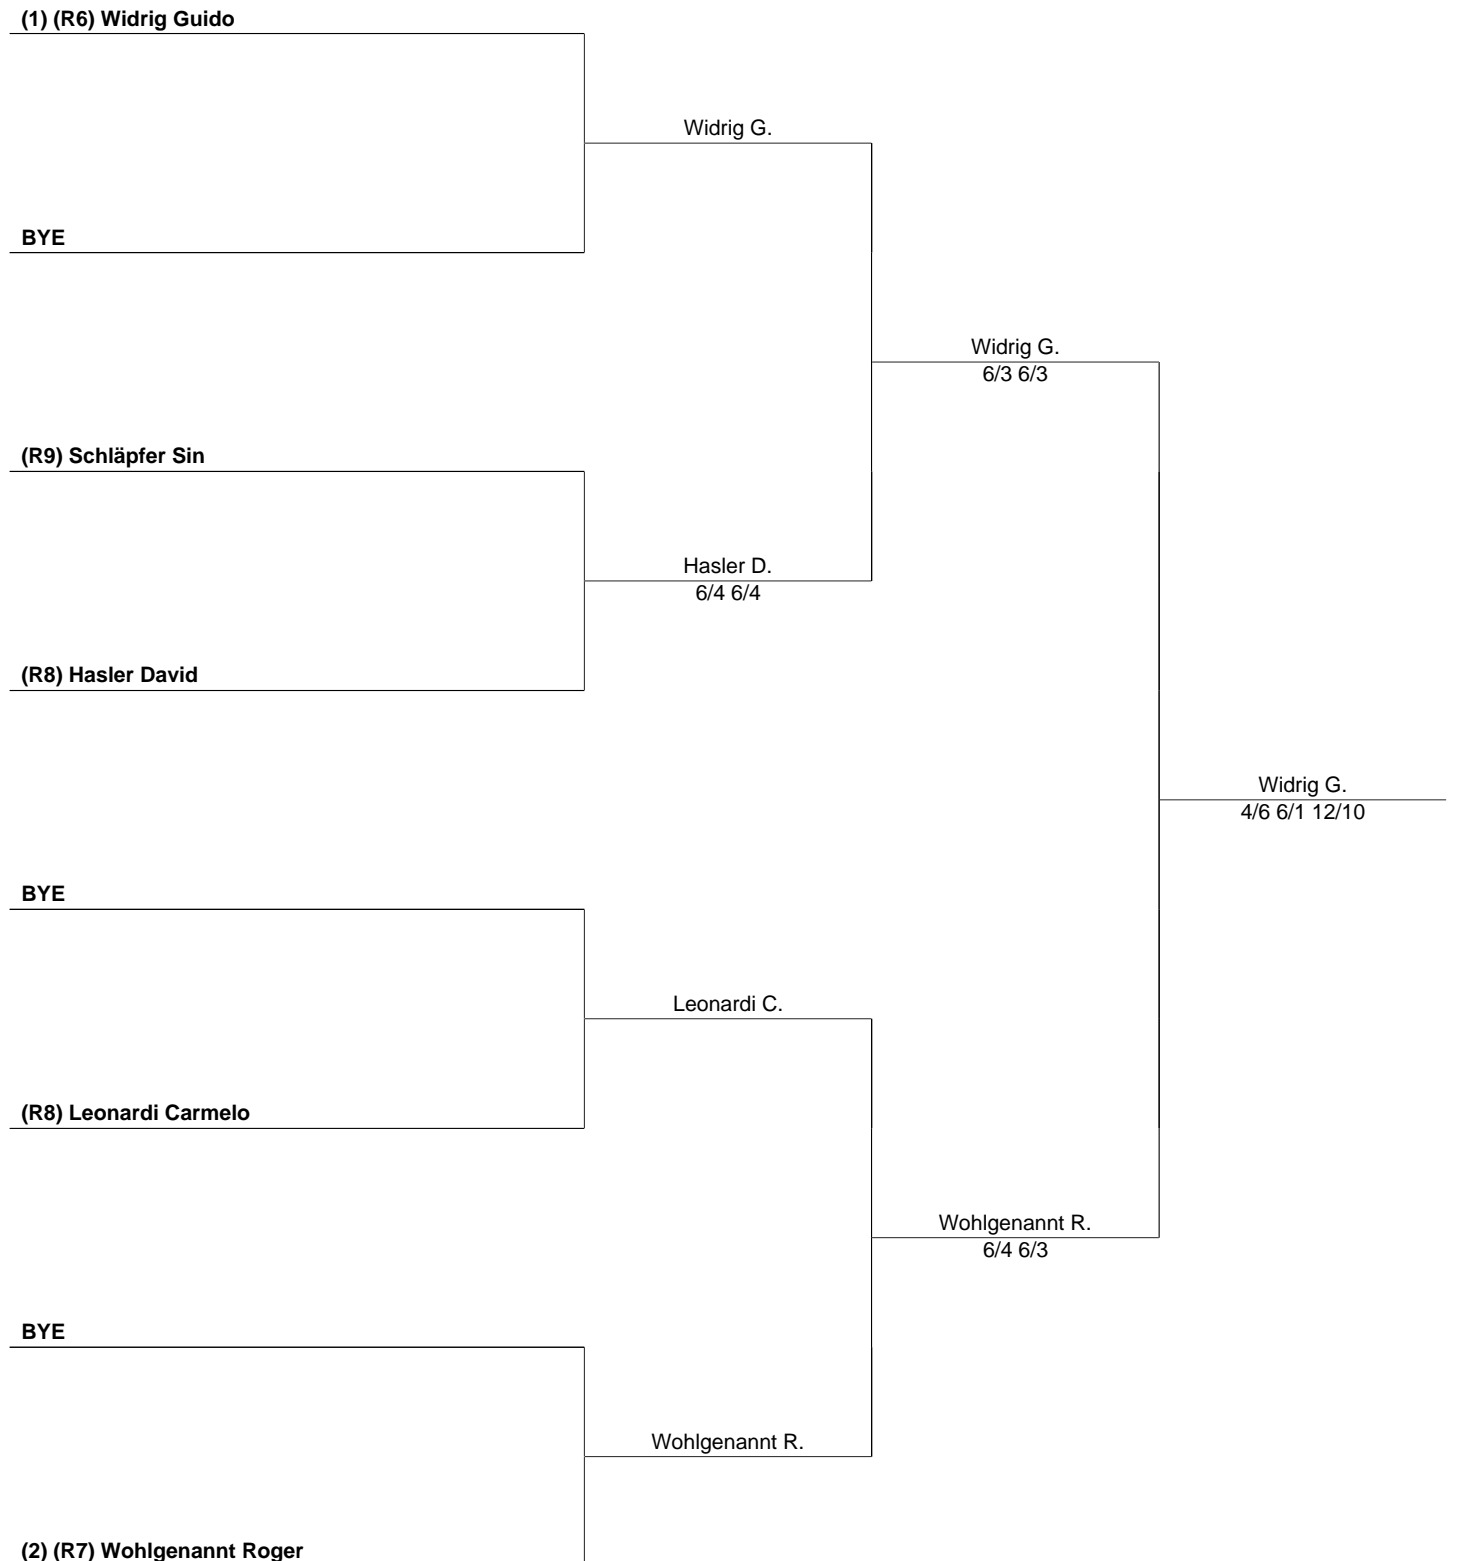 (1) (R6) Widrig Guido
Widrig G.
BYE
Widrig G.
6/3 6/3
(R9) Schläpfer Sin
Hasler D.
6/4 6/4
(R8) Hasler David
Widrig G.
4/6 6/1 12/10
BYE
Leonardi C.
(R8) Leonardi Carmelo
Wohlgenannt R.
6/4 6/3
BYE
Wohlgenannt R.
(2) (R7) Wohlgenannt Roger